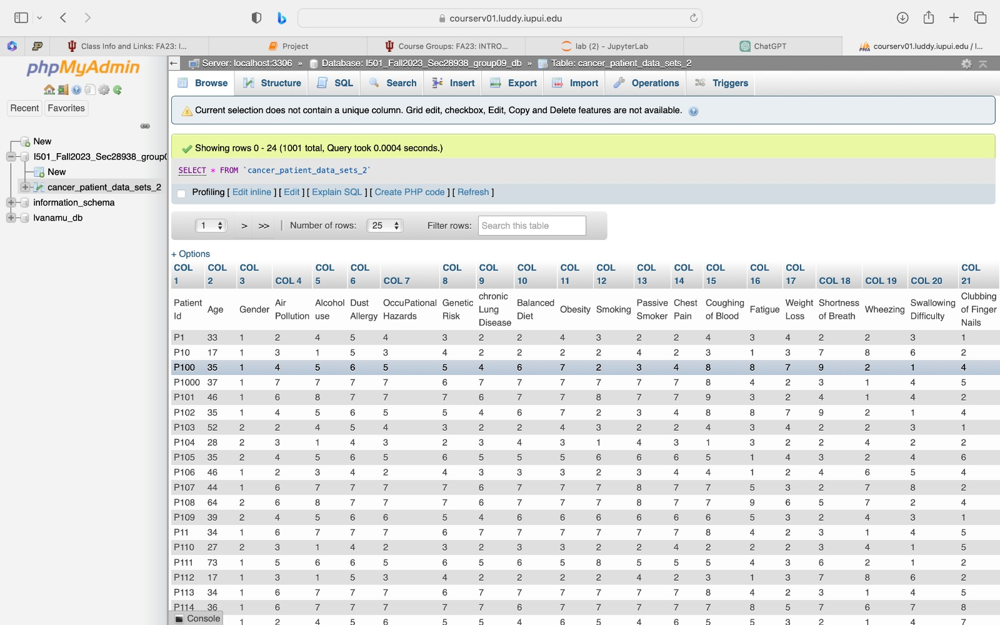 courserv01.luddy.iupui.edu
Class Info and Links: FA23: I...
Project
Course Groups: FA23: INTRO...
lab (2) - JupyterLab
ChatGPT
courserv01.luddy.iupui.edu / l...
phpMyAdmin
Recent Favorites
New
I501_Fall2023_Sec28938_group0
New
cancer_patient_data_sets_2
information_schema
lvanamu_db
Server: localhost:3306 » Database: I501_Fall2023_Sec28938_group09_db » Table: cancer_patient_data_sets_2
Browse Structure SQL Search Insert Export Import Operations Triggers
Current selection does not contain a unique column. Grid edit, checkbox, Edit, Copy and Delete features are not available.
Showing rows 0 - 24 (1001 total, Query took 0.0004 seconds.)
SELECT * FROM `cancer_patient_data_sets_2`
Profiling [ Edit inline ] [ Edit ] [ Explain SQL ] [ Create PHP code ] [ Refresh ]
1 > >> | Number of rows: 25 Filter rows: Search this table
+ Options
COL 1 COL 2 COL 3 COL 4 COL 5 COL 6 COL 7 COL 8 COL 9 COL 10 COL 11 COL 12 COL 13 COL 14 COL 15 COL 16 COL 17 COL 18 COL 19 COL 20 COL 21
Patient Id Age Gender Air Pollution Alcohol use Dust Allergy OccuPational Hazards Genetic Risk chronic Lung Disease Balanced Diet Obesity Smoking Passive Smoker Chest Pain Coughing of Blood Fatigue Weight Loss Shortness of Breath Wheezing Swallowing Difficulty Clubbing of Finger Nails
P1 33 1 2 4 5 4 3 2 2 4 3 2 2 4 3 4 2 2 3 1
P10 17 1 3 1 5 3 4 2 2 2 2 4 2 3 1 3 7 8 6 2
P100 35 1 4 5 6 5 5 4 6 7 2 3 4 8 8 7 9 2 1 4
P1000 37 1 7 7 7 7 6 7 7 7 7 7 7 8 4 2 3 1 4 5
P101 46 1 6 8 7 7 7 6 7 7 8 7 7 9 3 2 4 1 4 2
P102 35 1 4 5 6 5 5 4 6 7 2 3 4 8 8 7 9 2 1 4
P103 52 2 2 4 5 4 3 2 2 4 3 2 2 4 3 4 2 2 3 1
P104 28 2 3 1 4 3 2 3 4 3 1 4 3 1 3 2 2 4 2 2
P105 35 2 4 5 6 5 6 5 5 5 6 6 6 5 1 4 3 2 4 6
P106 46 1 2 3 4 2 4 3 3 3 2 3 4 4 1 2 4 6 5 4
P107 44 1 6 7 7 7 7 6 7 7 7 8 7 7 5 3 2 7 8 2
P108 64 2 6 8 7 7 7 6 7 7 7 8 7 7 9 6 5 7 2 4
P109 39 2 4 5 6 6 5 4 6 6 6 6 6 6 5 3 2 4 3 1
P11 34 1 6 7 7 7 6 7 7 7 7 7 7 8 4 2 3 1 4 5
P110 27 2 3 1 4 2 3 2 3 3 2 2 4 2 2 2 3 4 1 5
P111 73 1 5 6 6 5 6 5 6 5 8 5 5 5 4 3 6 2 1 2
P112 17 1 3 1 5 3 4 2 2 2 2 4 2 3 1 3 7 8 6 2
P113 34 1 6 7 7 7 6 7 7 7 7 7 7 8 4 2 3 1 4 5
P114 36 1 6 7 7 7 7 7 6 7 7 7 7 7 8 5 7 6 7 8
1 2 4 5 6 5 5 4 6 5 4 6 5 5 3 2 1 4 7
Console